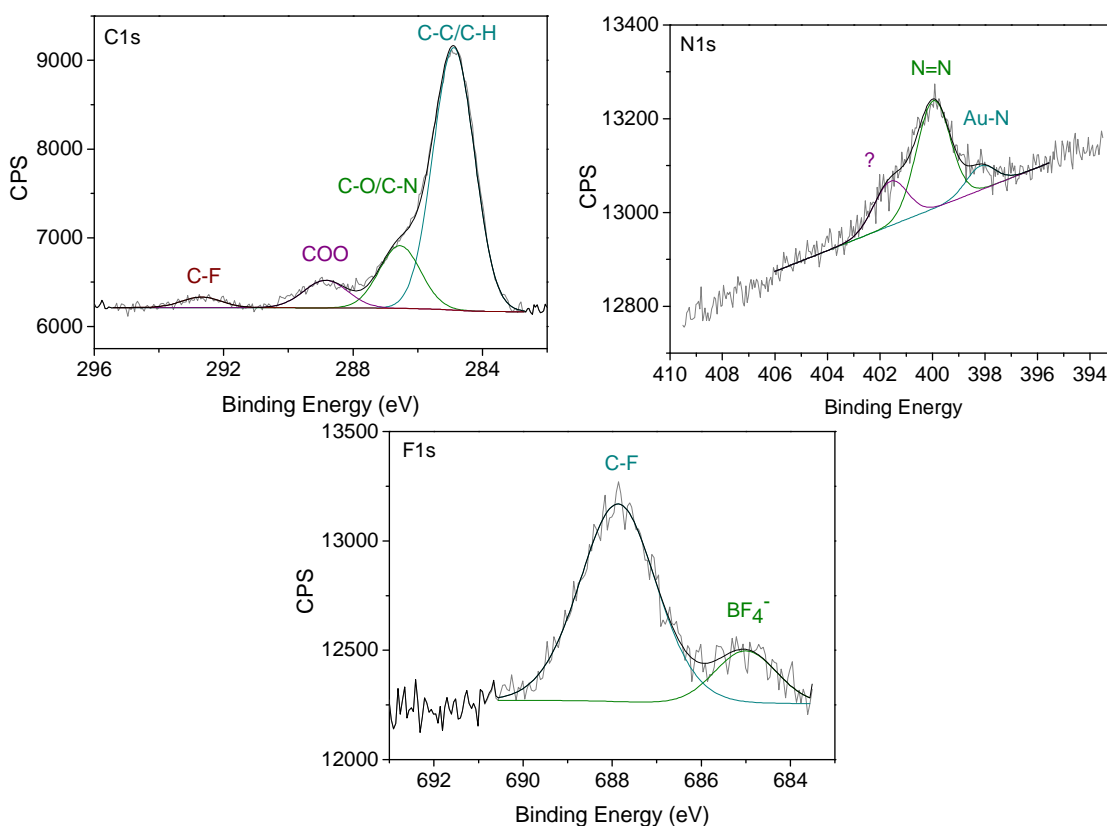 C1s
C-C/C-H
C-O/C-N
COO
C-F
9000
8000
7000
6000
CPS
296
292
288
284
Binding Energy (eV)
N1s
N=N
Au-N
?
13400
13200
13000
12800
CPS
410 408 406 404 402 400 398 396 394
Binding Energy
F1s
C-F
BF₄⁻
13500
13000
12500
12000
CPS
692
690
688
686
684
Binding Energy (eV)